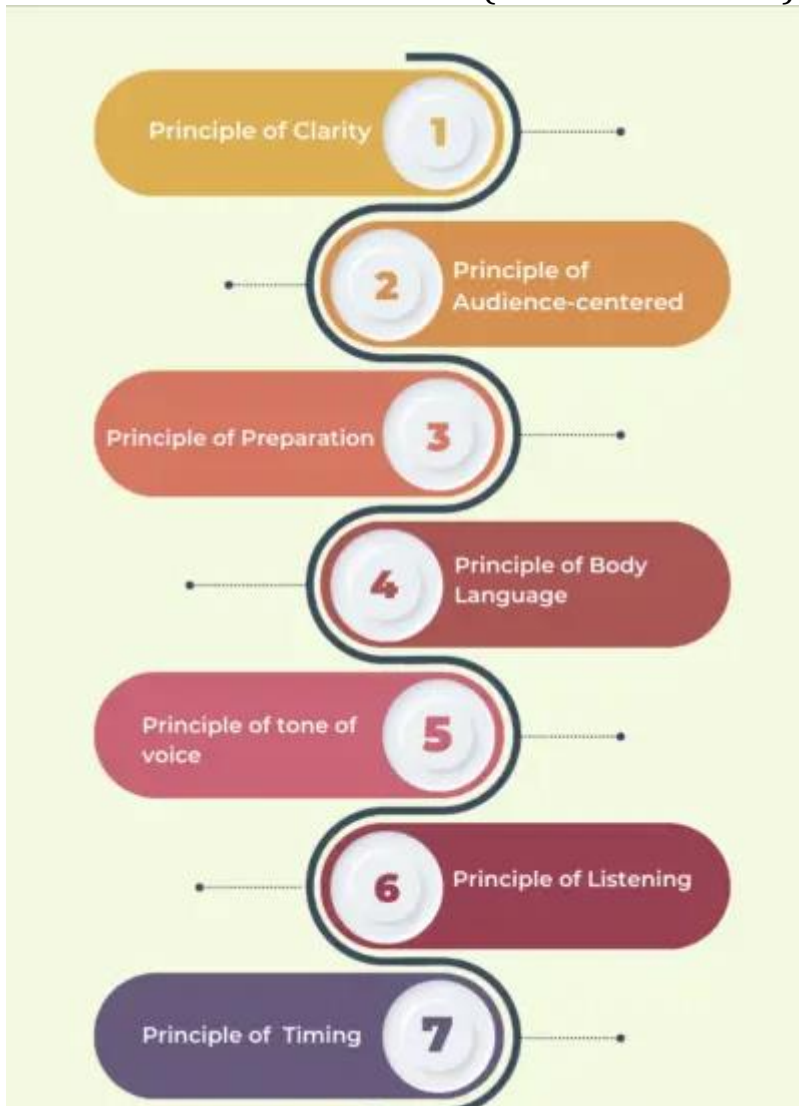 Principle of Clarity
1
2
Principle of
Audience-centered
Principle of Preparation
3
4
Principle of Body
Language
Principle of tone of
voice
5
6
Principle of Listening
Principle of  Timing
7